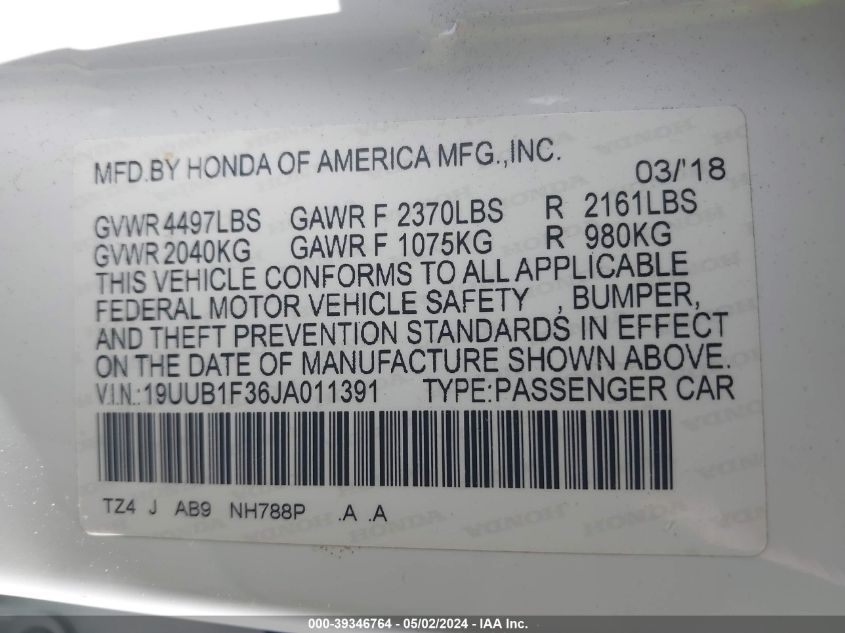 MFD.BY HONDA OF AMERICA MFG.,INC. 03/'18
GVWR 4497LBS GAWR F 2370LBS R 2161LBS
GVWR 2040KG GAWR F 1075KG R 980KG
THIS VEHICLE CONFORMS TO ALL APPLICABLE
FEDERAL MOTOR VEHICLE SAFETY , BUMPER,
AND THEFT PREVENTION STANDARDS IN EFFECT
ON THE DATE OF MANUFACTURE SHOWN ABOVE.
V.I.N.:19UUB1F36JA011391 TYPE:PASSENGER CAR
TZ4 J AB9 NH788P .A .A
000-39346764 - 05/02/2024 - IAA Inc.